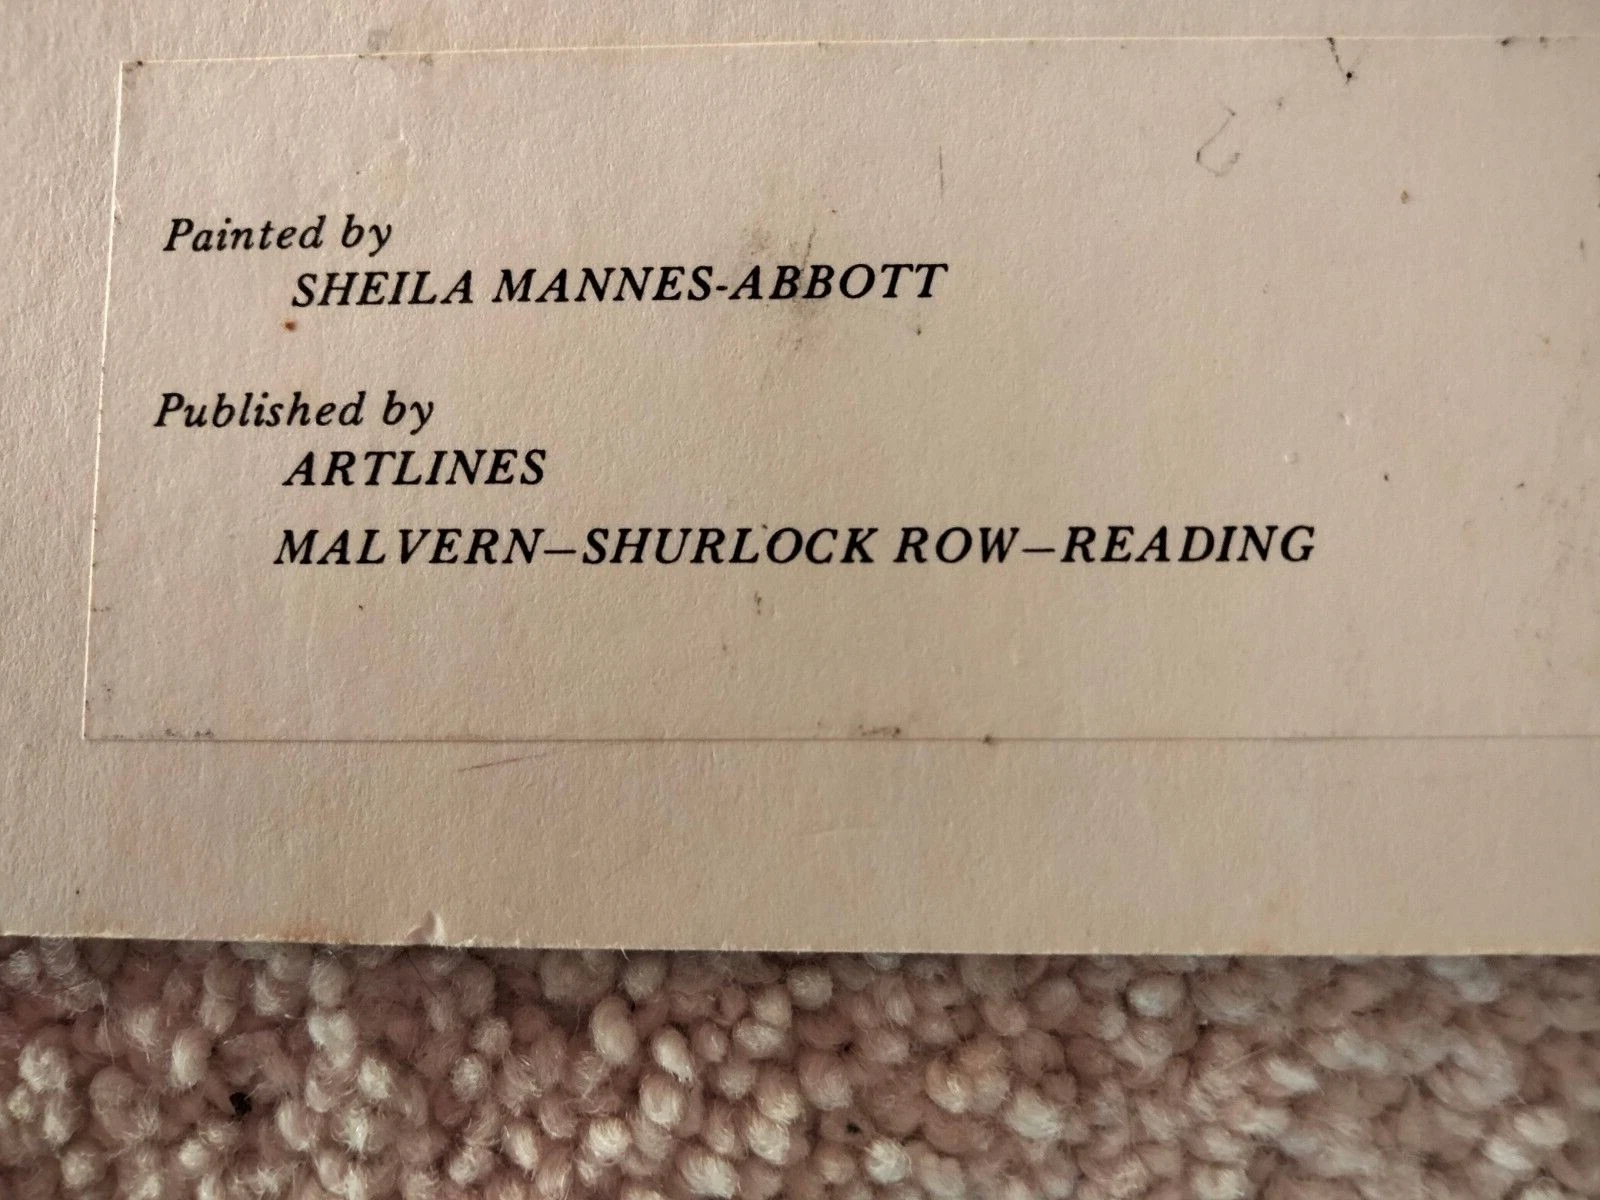 Painted by
SHEILA MANNES-ABBOTT
Published by
ARTLINES
MALVERN—SHURLOCK ROW—READING